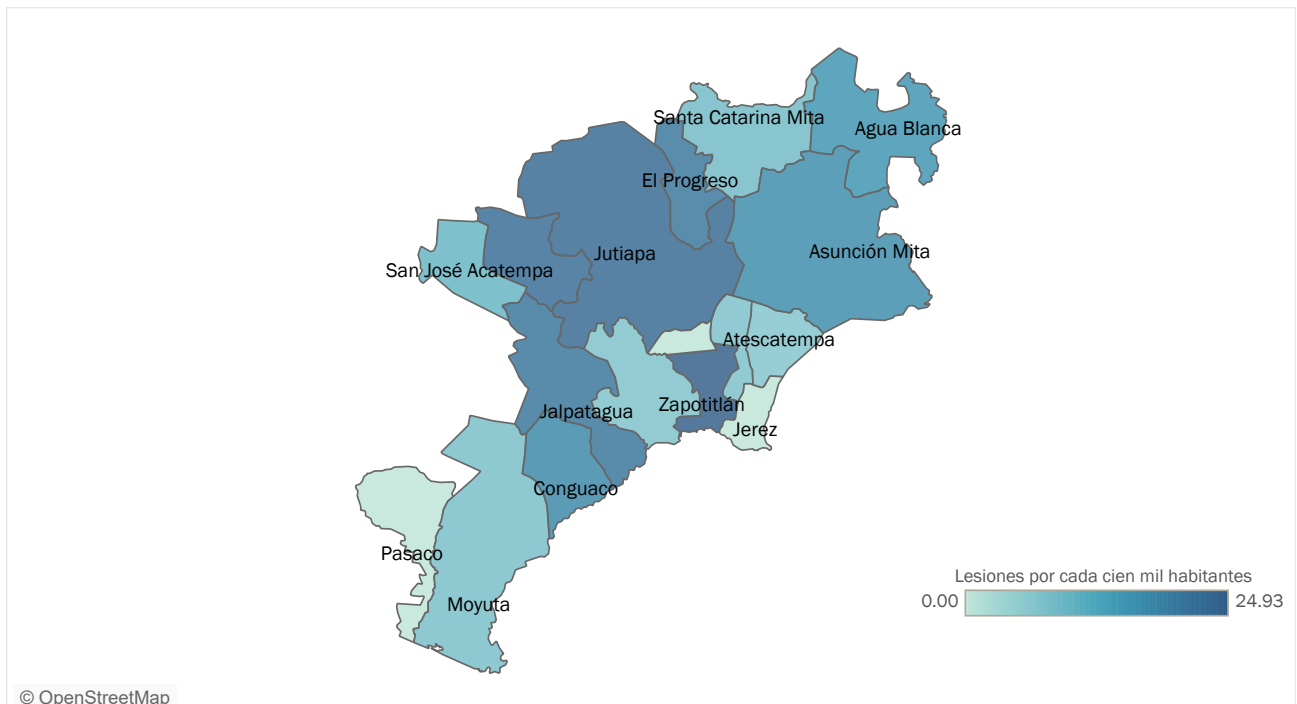 Santa Catarina Mita
Agua Blanca
El Progreso
Jutiapa
Asunción Mita
San José Acatempa
Atescatempa
Zapotitlán
Jalpatagua
Jerez
Conguaco
Pasaco
Moyuta
Lesiones por cada cien mil habitantes
0.00
24.93
© OpenStreetMap